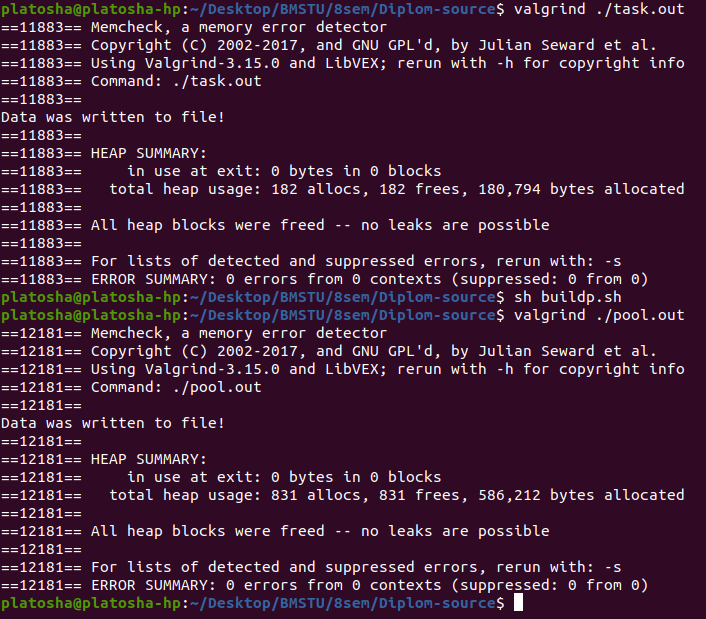 platosha@platosha-hp:~/Desktop/BMSTU/8sem/Diplom-source$ valgrind ./task.out
==11883== Memcheck, a memory error detector
==11883== Copyright (C) 2002-2017, and GNU GPL'd, by Julian Seward et al.
==11883== Using Valgrind-3.15.0 and LibVEX; rerun with -h for copyright info
==11883== Command: ./task.out
==11883==
Data was written to file!
==11883==
==11883== HEAP SUMMARY:
==11883==     in use at exit: 0 bytes in 0 blocks
==11883==   total heap usage: 182 allocs, 182 frees, 180,794 bytes allocated
==11883==
==11883== All heap blocks were freed -- no leaks are possible
==11883==
==11883== For lists of detected and suppressed errors, rerun with: -s
==11883== ERROR SUMMARY: 0 errors from 0 contexts (suppressed: 0 from 0)
platosha@platosha-hp:~/Desktop/BMSTU/8sem/Diplom-source$ sh buildp.sh
platosha@platosha-hp:~/Desktop/BMSTU/8sem/Diplom-source$ valgrind ./pool.out
==12181== Memcheck, a memory error detector
==12181== Copyright (C) 2002-2017, and GNU GPL'd, by Julian Seward et al.
==12181== Using Valgrind-3.15.0 and LibVEX; rerun with -h for copyright info
==12181== Command: ./pool.out
==12181==
Data was written to file!
==12181==
==12181== HEAP SUMMARY:
==12181==     in use at exit: 0 bytes in 0 blocks
==12181==   total heap usage: 831 allocs, 831 frees, 586,212 bytes allocated
==12181==
==12181== All heap blocks were freed -- no leaks are possible
==12181==
==12181== For lists of detected and suppressed errors, rerun with: -s
==12181== ERROR SUMMARY: 0 errors from 0 contexts (suppressed: 0 from 0)
platosha@platosha-hp:~/Desktop/BMSTU/8sem/Diplom-source$